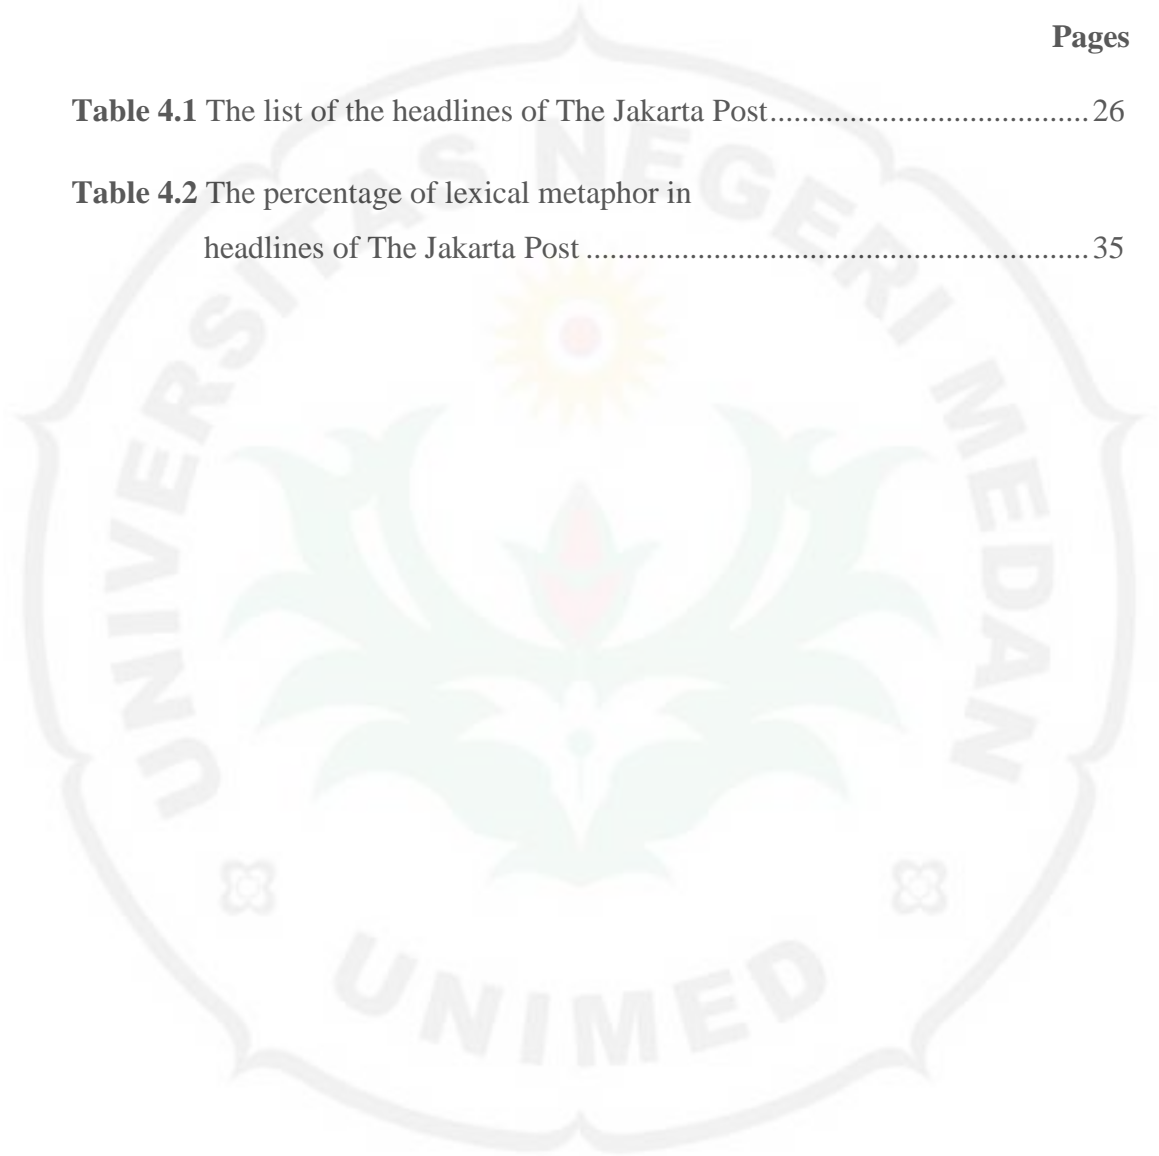 Pages
Table 4.1 The list of the headlines of The Jakarta Post........................................26
Table 4.2 The percentage of lexical metaphor in
headlines of The Jakarta Post ...............................................................35
UNIVERSITAS NEGERI MEDAN
UNIMED